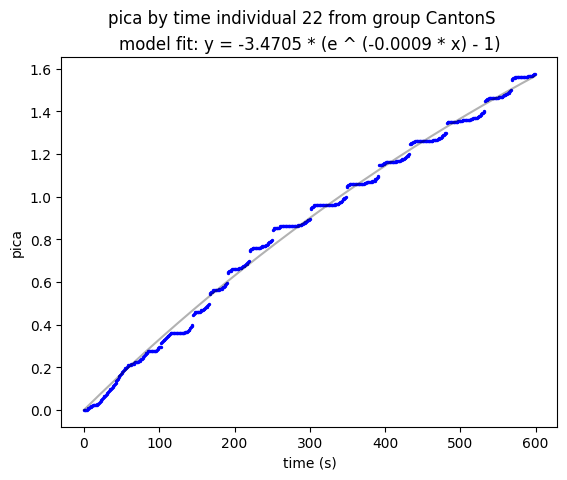 pica by time individual 22 from group CantonS
model fit: y = -3.4705 * (e ^ (-0.0009 * x) - 1)
1.6
1.4
1.2
1.0
0.8
0.6
0.4
0.2
0.0
pica
0 100 200 300 400 500 600
time (s)